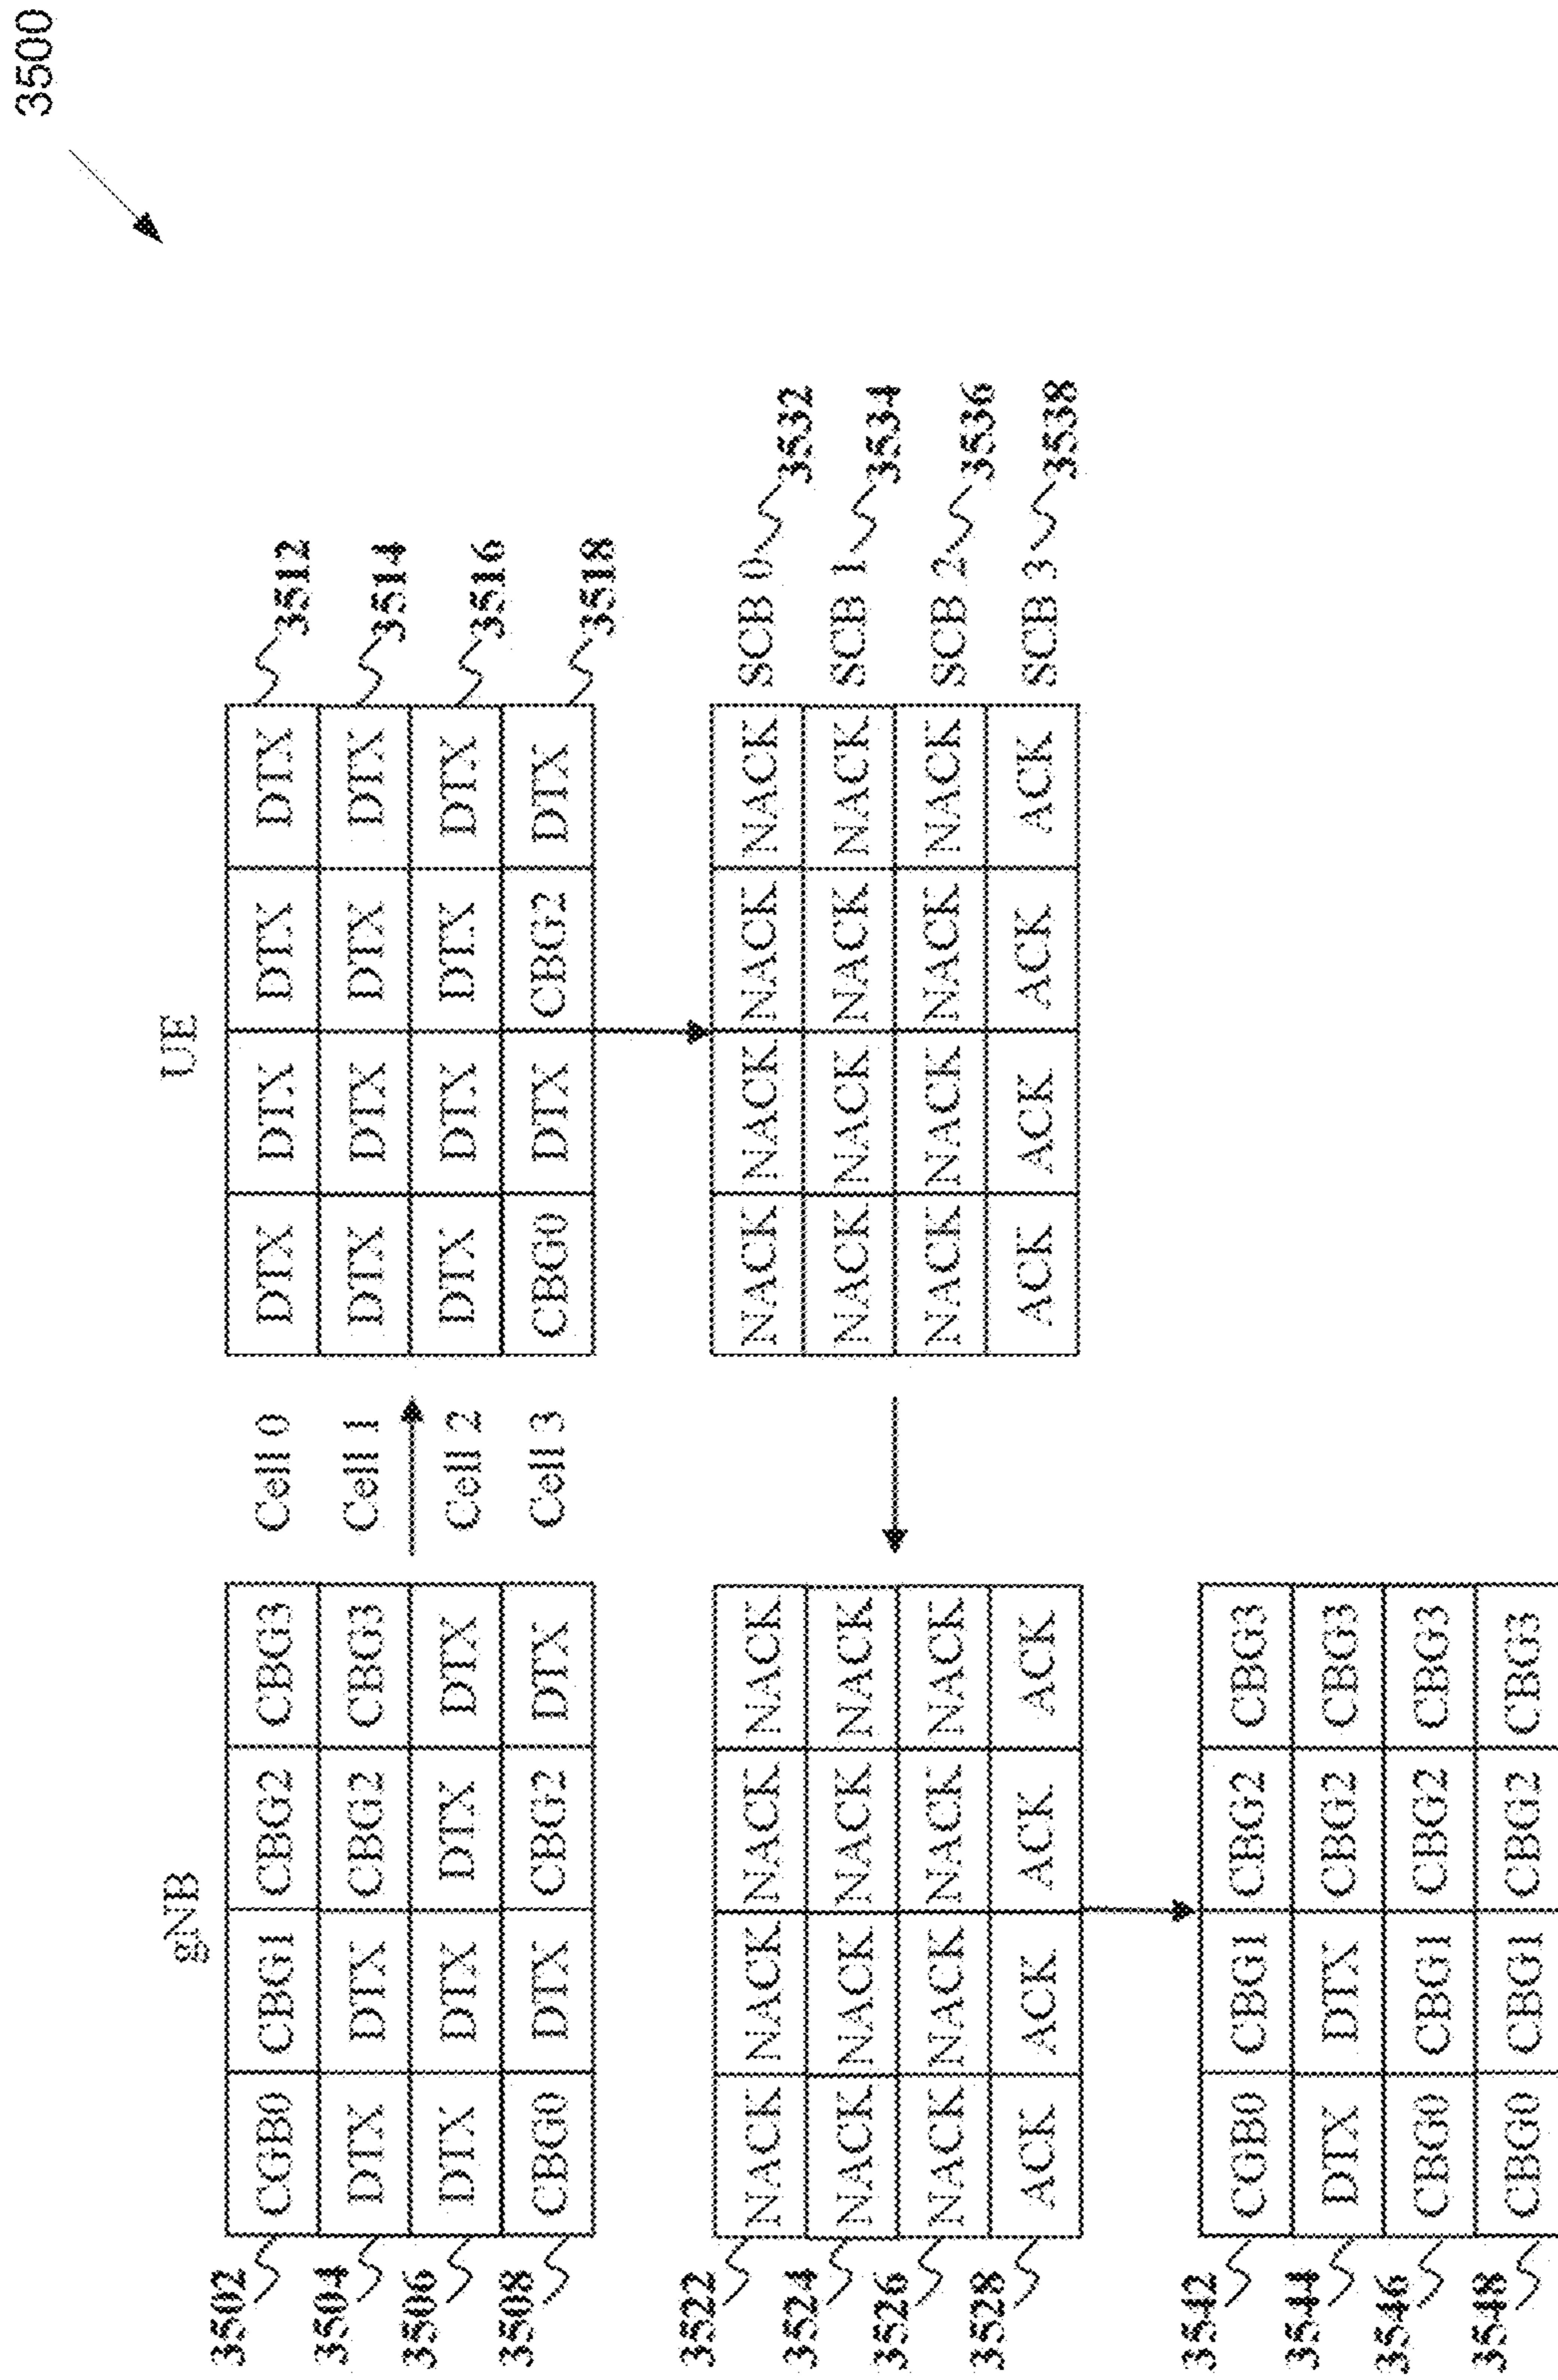 3500
gNB
UE
3502 CGB0 CBG1 CBG2 CBG3 Cell 0 DTX DTX DTX DTX 3512
3504 DTX DTX CBG2 CBG3 Cell 1 DTX DTX DTX DTX 3514
3506 DTX DTX DTX DTX Cell 2 DTX DTX DTX DTX 3516
3508 CBG0 DTX CBG2 DTX Cell 3 CBG0 DTX CBG2 DTX 3518
3522 NACK NACK NACK NACK NACK NACK NACK NACK SCB 0 3532
3524 NACK NACK NACK NACK NACK NACK NACK NACK SCB 1 3534
3526 NACK NACK NACK NACK NACK NACK NACK NACK SCB 2 3536
3528 ACK ACK ACK ACK ACK ACK ACK ACK SCB 3 3538
3542 CGB0 CBG1 CBG2 CBG3
3544 DTX DTX CBG2 CBG3
3546 CBG0 CBG1 CBG2 CBG3
3548 CBG0 CBG1 CBG2 CBG3